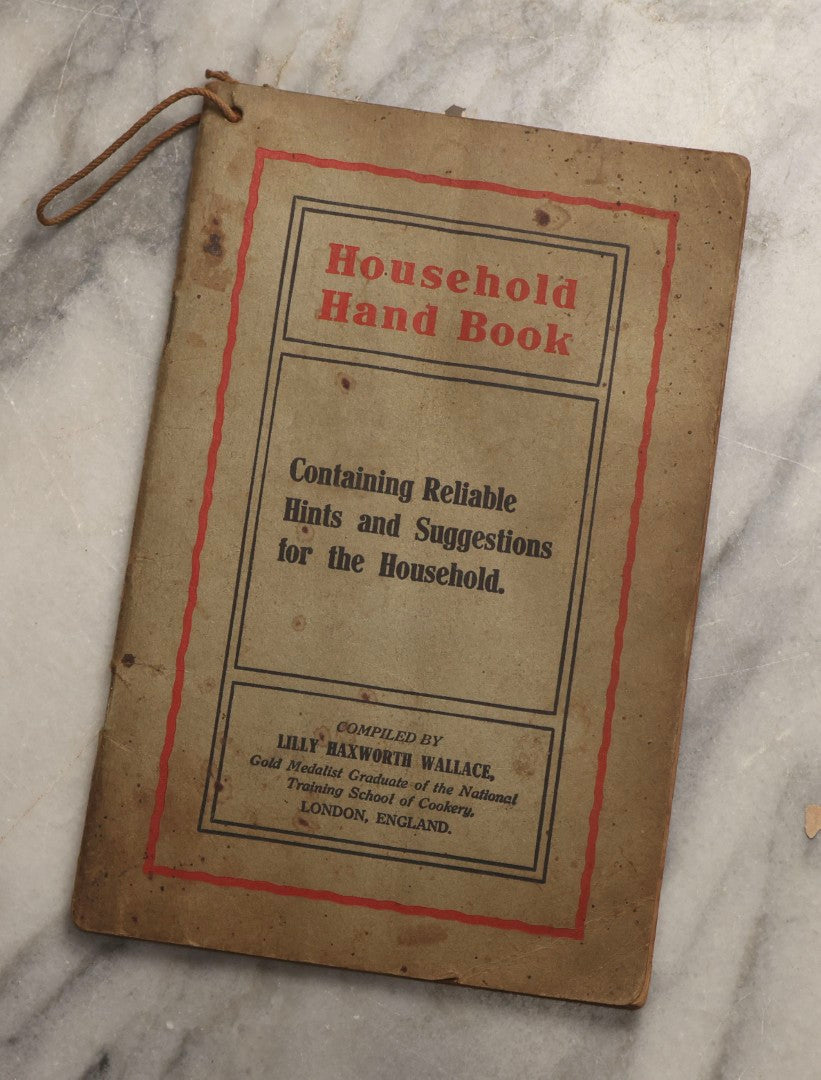 Household
Hand Book
Containing Reliable
Hints and Suggestions
for the Household.
COMPILED BY
LILLY HAXWORTH WALLACE,
Gold Medalist Graduate of the National
Training School of Cookery,
LONDON, ENGLAND.